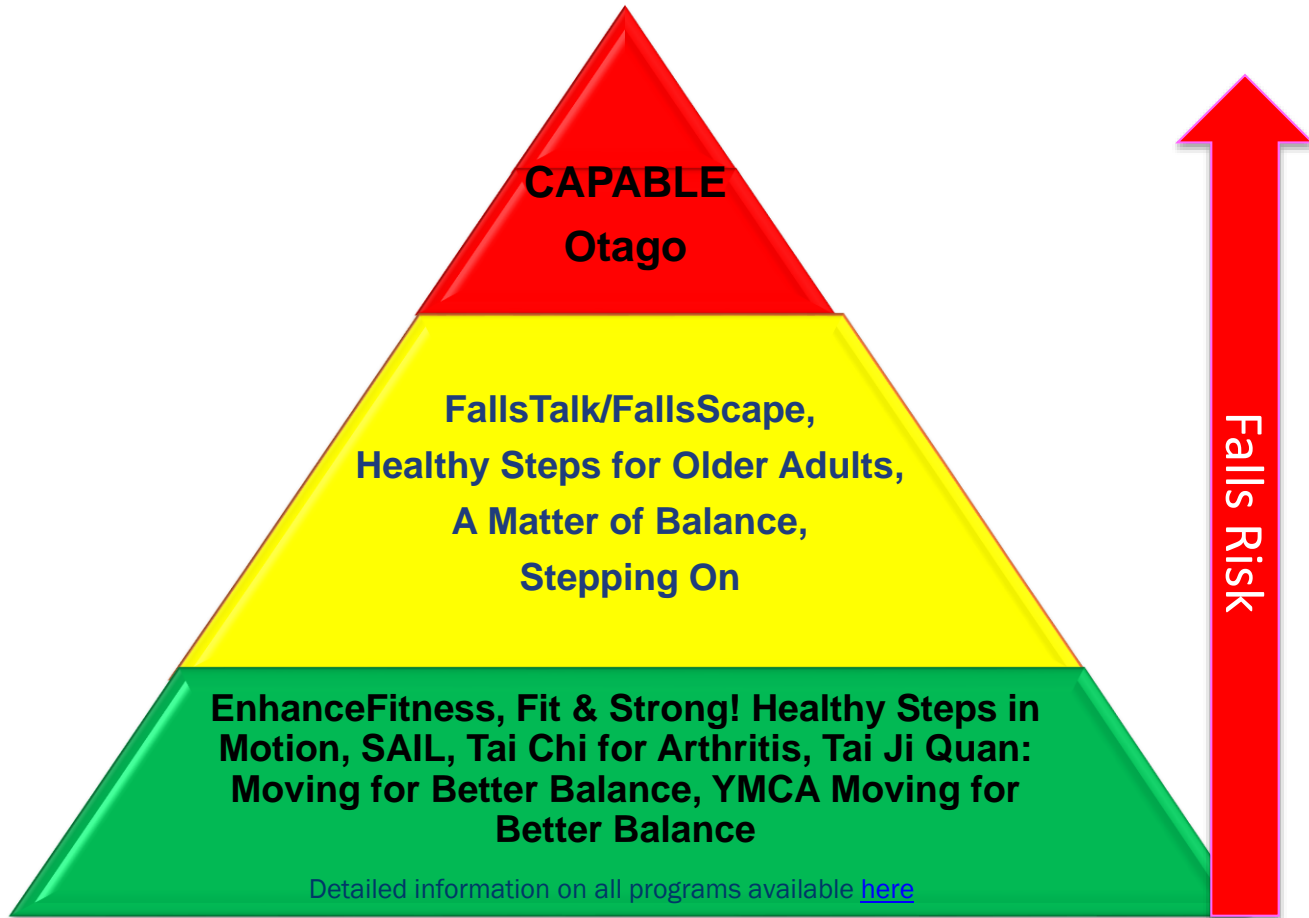 CAPABLE
Otago
FallsTalk/FallsScape,
Healthy Steps for Older Adults,
A Matter of Balance,
Stepping On
EnhanceFitness, Fit & Strong! Healthy Steps in
Motion, SAIL, Tai Chi for Arthritis, Tai Ji Quan:
Moving for Better Balance, YMCA Moving for
Better Balance
Detailed information on all programs available here
Falls Risk